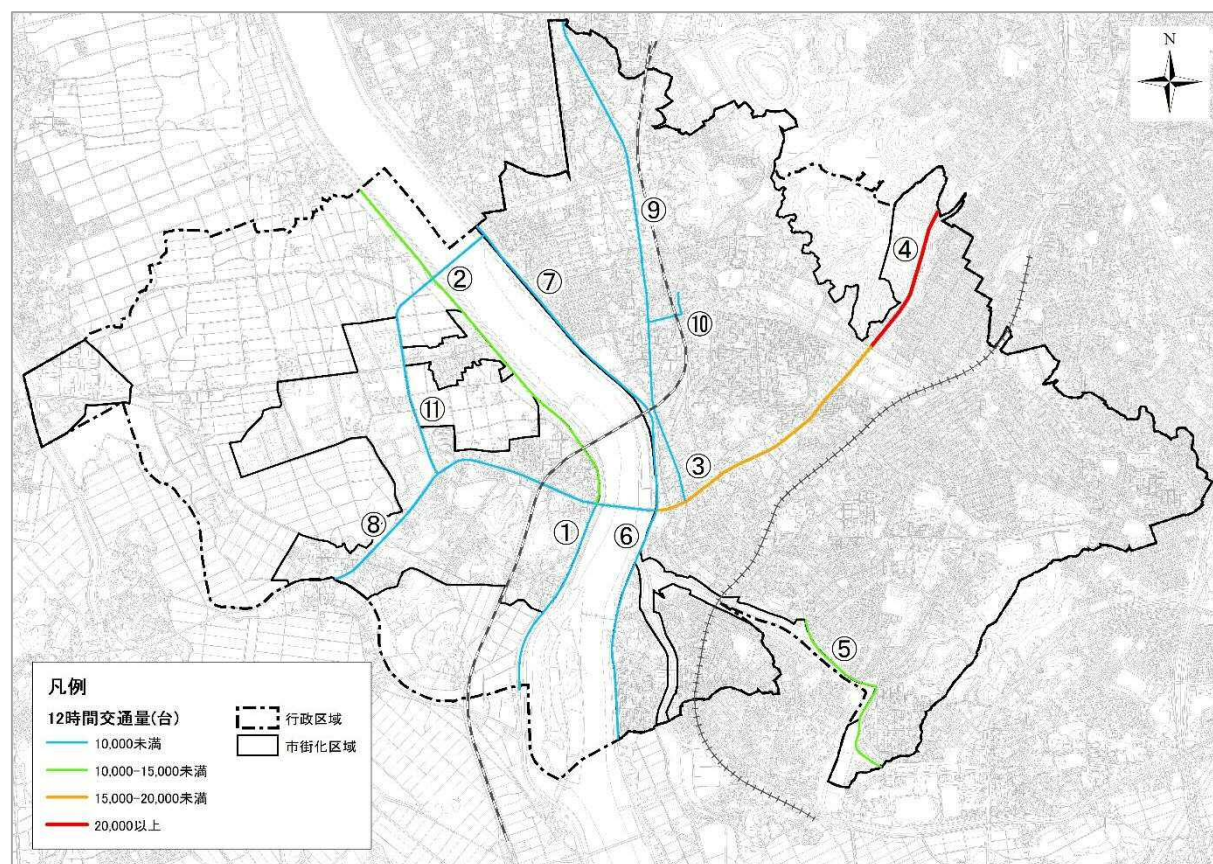 N
⑨
④
②
⑦
⑩
⑪
③
①
⑥
⑧
⑤
凡例
12時間交通量(台)
10,000未満
10,000-15,000未満
15,000-20,000未満
20,000以上
行政区域
市街化区域